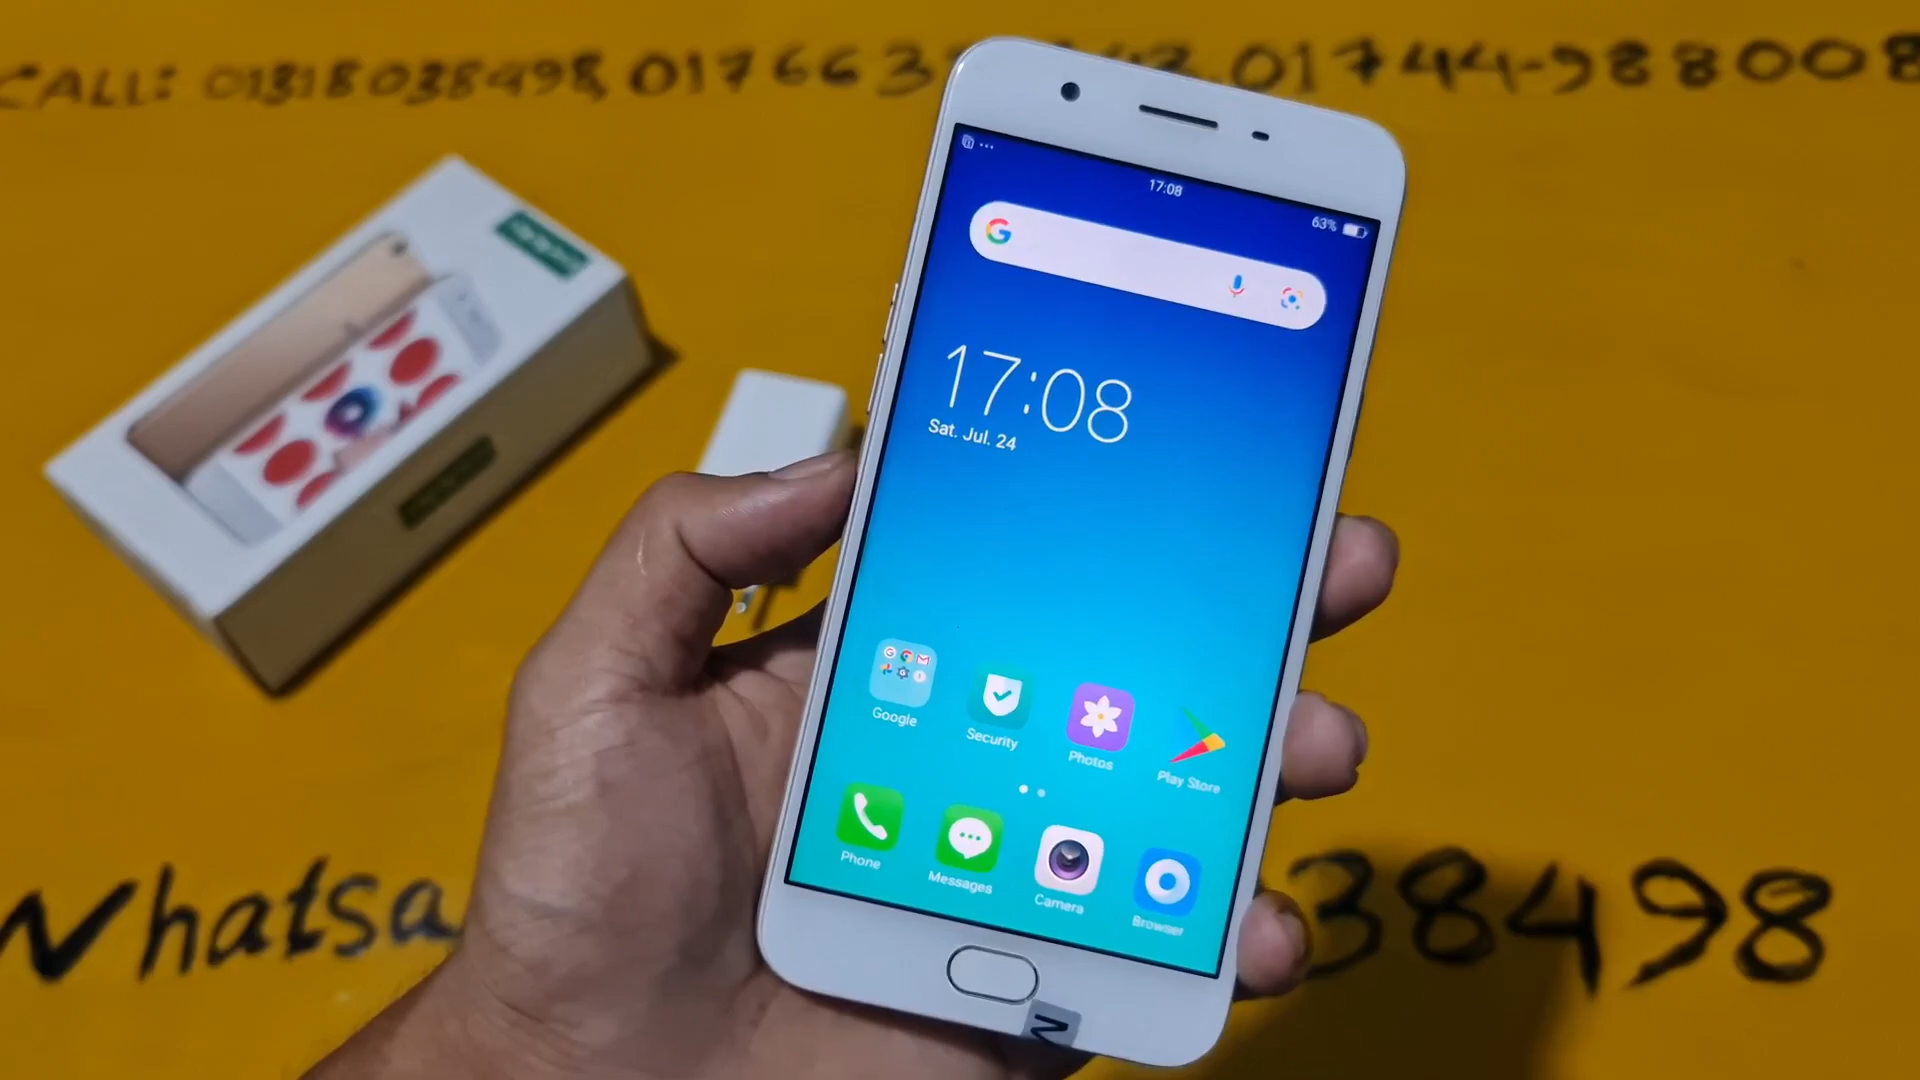 CALL: 01318038498, 017663 01744-988008
17:08
63%
17:08
Sat. Jul. 24
Google
Security
Photos
Play Store
Phone
Messages
Camera
Browser
Whatsa 38498
N